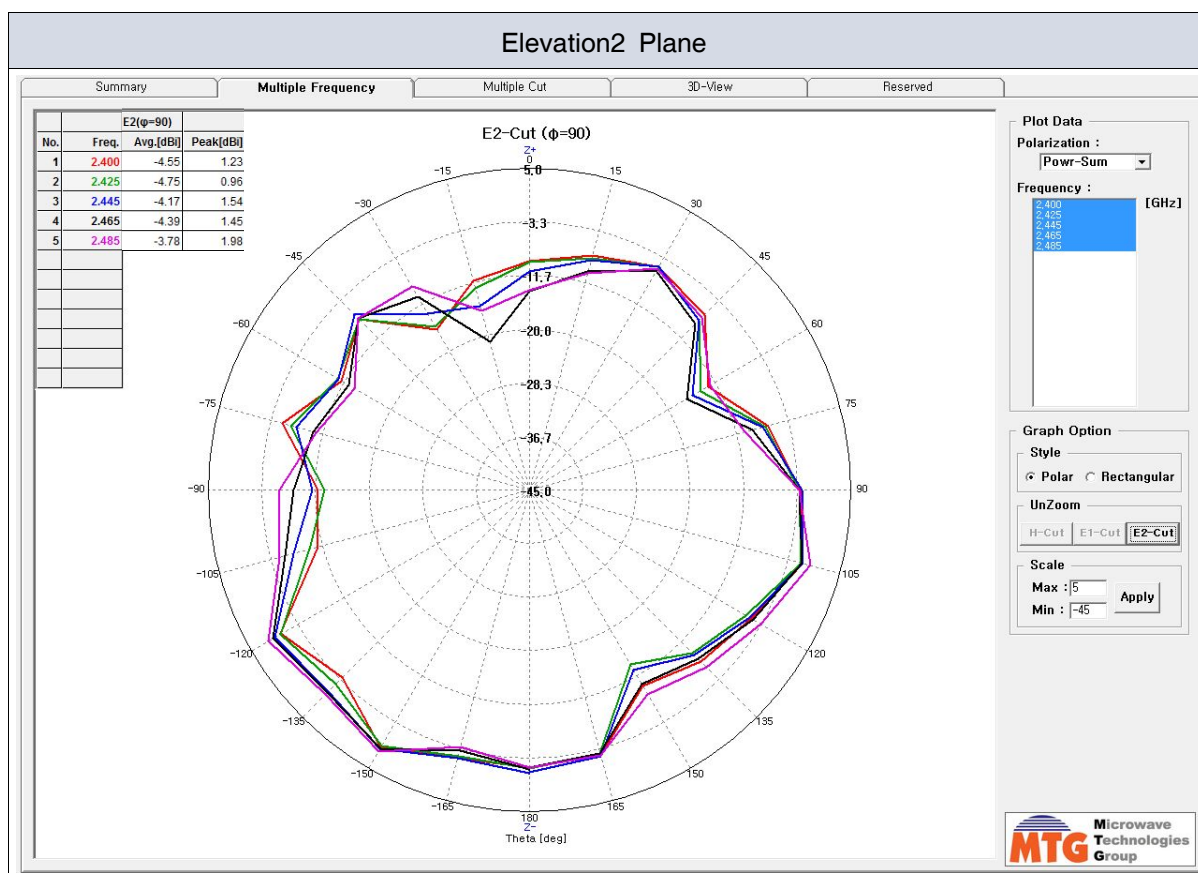 Elevation2 Plane
Summary
Multiple Frequency
Multiple Cut
3D-View
Reserved
E2(φ=90)
No. Freq. Avg.[dBi] Peak[dBi]
1 2.400 -4.55 1.23
2 2.425 -4.75 0.96
3 2.445 -4.17 1.54
4 2.465 -4.39 1.45
5 2.485 -3.78 1.98
E2-Cut (ф=90)
Z+
0
5,0
-3,3
11.7
-20,0
-28,3
-36,7
-45,0
-15
15
-30
30
-45
45
-60
60
-75
75
-90
90
-105
105
-120
120
-135
135
-150
150
-165
165
180
Z-
Theta [deg]
Plot Data
Polarization :
Powr-Sum
Frequency :
[GHz]
2,400
2,425
2,445
2,465
2,485
Graph Option
Style
Polar Rectangular
UnZoom
H-Cut E1-Cut E2-Cut
Scale
Max : 5
Min : -45
Apply
MTG
Microwave
Technologies
Group